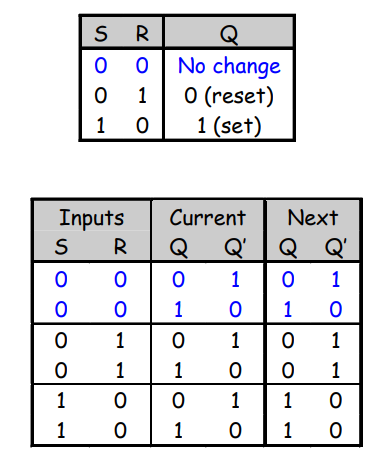 S R Q
0 0 No change
0 1 0 (reset)
1 0 1 (set)
Inputs Current Next
S R Q Q’ Q Q’
0 0 0 1 0 1
0 0 1 0 1 0
0 1 0 1 0 1
0 1 1 0 0 1
1 0 0 1 1 0
1 0 1 0 1 0